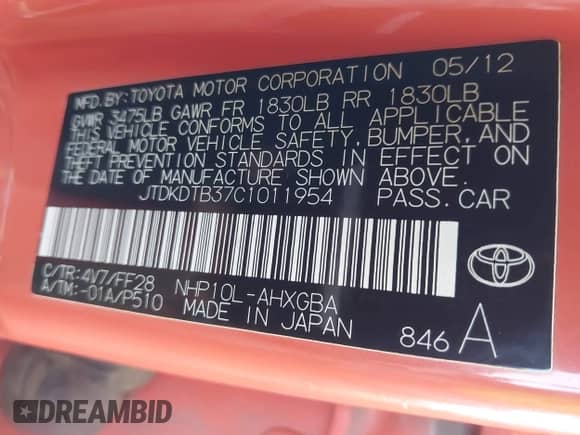 MFD.BY:TOYOTA MOTOR CORPORATION 05/12
GVWR 3475LB GAWR FR 1830LB RR 1830LB
THIS VEHICLE CONFORMS TO ALL APPLICABLE
FEDERAL MOTOR VEHICLE SAFETY,BUMPER,AND
THEFT PREVENTION STANDARDS IN EFFECT ON
THE DATE OF MANUFACTURE SHOWN ABOVE.
JTDKDTB37C1011954 PASS.CAR
C/TR:4V7/FF28 NHP10L-AHXGBA
A/TM:-01A/P510 MADE IN JAPAN
846 A
DREAMBID